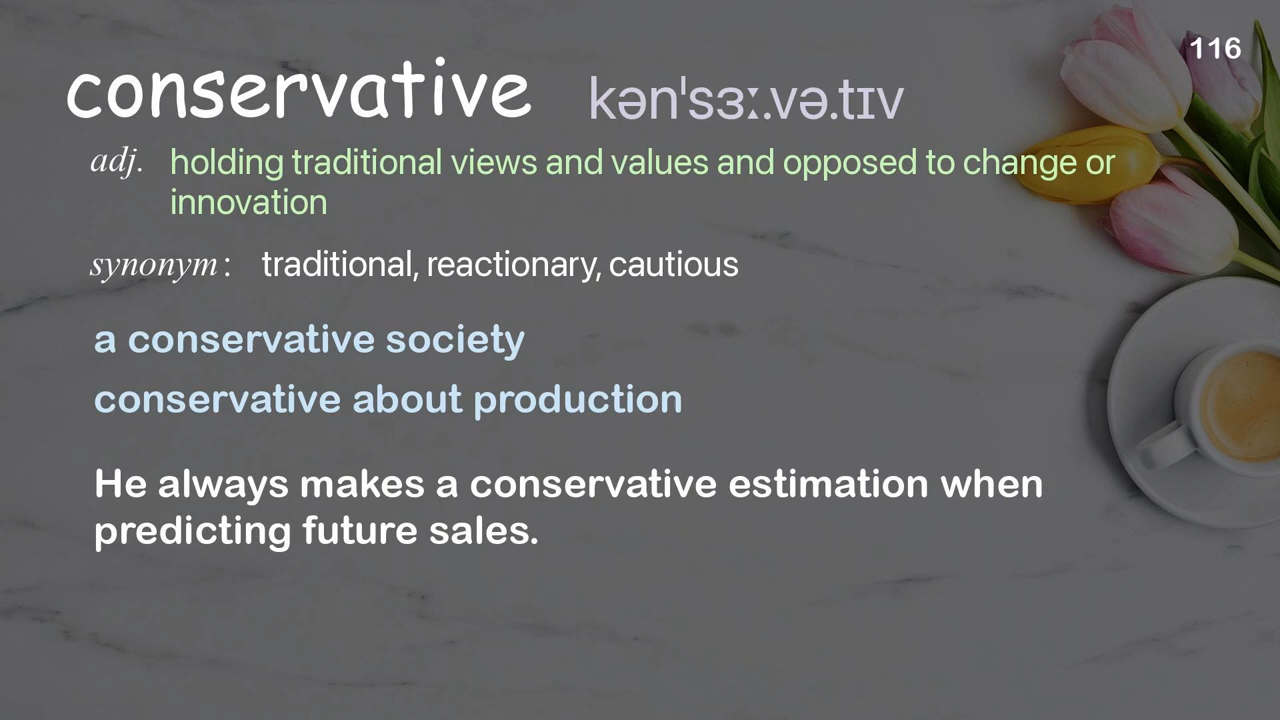 116
conservative kən'sɜː.və.tɪv
adj. holding traditional views and values and opposed to change or
innovation
synonym : traditional, reactionary, cautious
a conservative society
conservative about production
He always makes a conservative estimation when
predicting future sales.